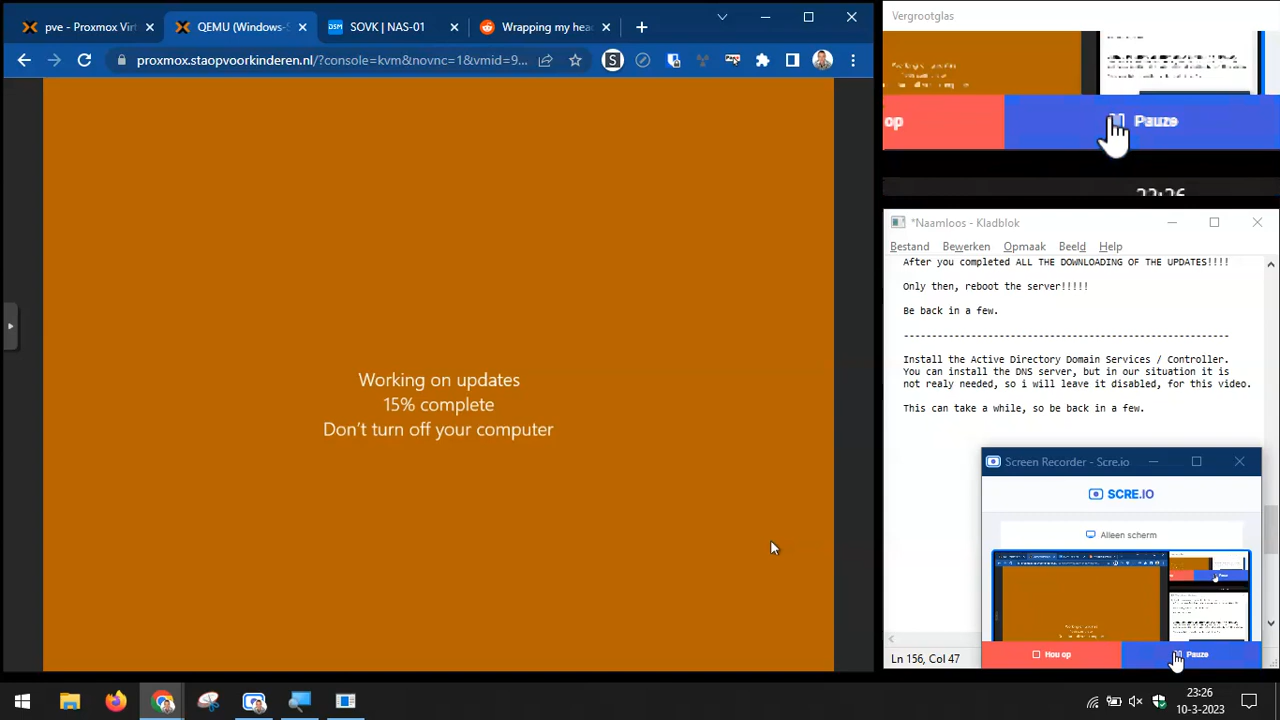 pve - Proxmox Virt
QEMU (Windows-S
DSM
SOVK | NAS-01
Wrapping my hea
proxmox.staopvoorkinderen.nl/?console=kvm&novnc=1&vmid=9...
Working on updates
15% complete
Don't turn off your computer
Vergrootglas
op
Pauze
23:26
*Naamloos - Kladblok
Bestand Bewerken Opmaak Beeld Help
After you completed ALL THE DOWNLOADING OF THE UPDATES!!!!
Only then, reboot the server!!!!!
Be back in a few.
-----------------------------------------------------------
Install the Active Directory Domain Services / Controller.
You can install the DNS server, but in our situation it is
not realy needed, so i will leave it disabled, for this video.
This can take a while, so be back in a few.
Screen Recorder - Scre.io
SCRE.IO
Alleen scherm
Hou op
Pauze
Ln 156, Col 47
23:26
10-3-2023